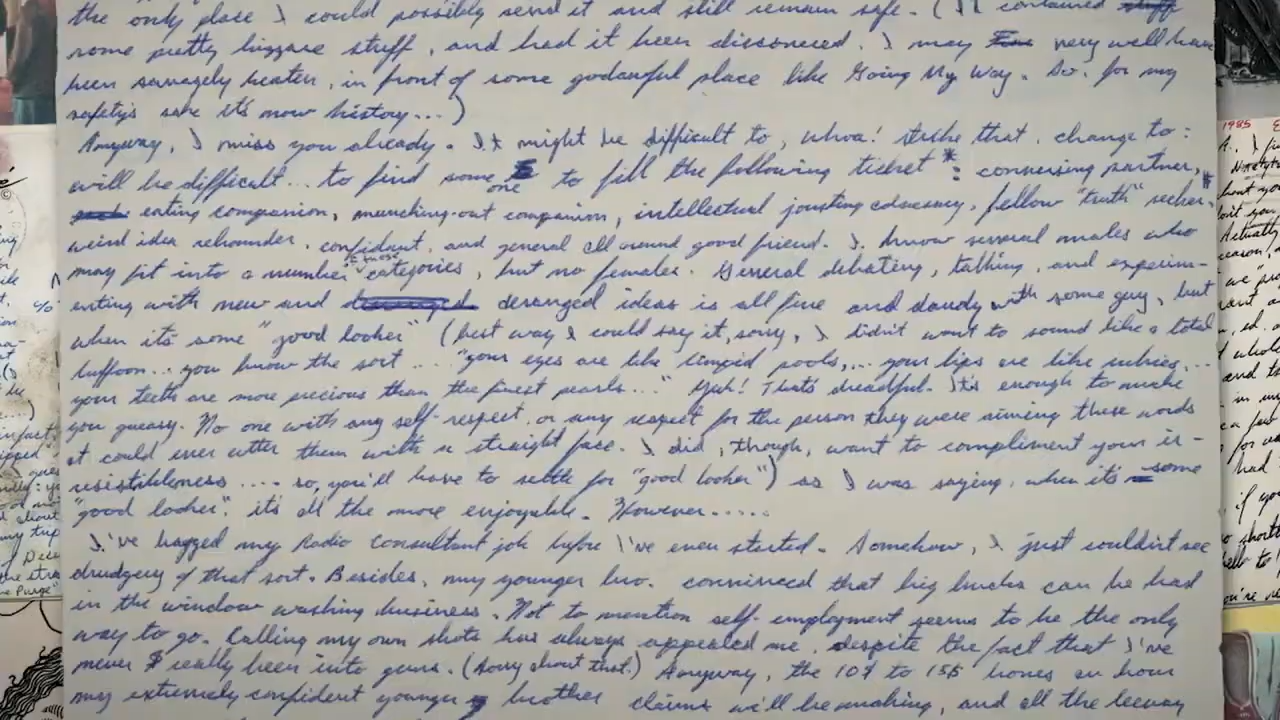 the only place I could possibly send it and still remain safe. (It contained stuff
some pretty bizzare stuff, and had it been discovered. I may very well have
been savagely beaten, in front of some godawful place like Going My Way. So, for my
safety's sake it's now history...)
Anyway, I miss you already. It might be difficult to, whoa! strike that, change to:
will be difficult... to find some one to fill the following ticket*: conversing partner,
eating companion, munching-out companion, intellectual jousting adversary, fellow "truth" seeker,
weird idea rebounder, confidant, and general all around good friend. I know several males who
may fit into a number of these categories, but no females. General debating, talking, and experim-
enting with new and deranged ideas is all fine and dandy with some guy, but
when it's some "good looker" (best way I could say it, sorry, I didn't want to sound like a total
buffoon... you know the sort .... "your eyes are like limpid pools,... your lips are like rubies...
your teeth are more precious than the finest pearls..." Yuk! That's dreadful. It's enough to make
you queasy. No one with any self-respect, or any respect for the person they were aiming these words
at could ever utter them with a straight face. I did, though, want to compliment your ir-
resistibleness .... so, you'll have to settle for "good looker") as I was saying, when it's some
"good looker", it's all the more enjoyable. However.....
I've bagged my Radio Consultant job before I've even started. Somehow, I just couldn't see
drudgery of that sort. Besides, my younger bro. convinced that big bucks can be had
in the window washing business. Not to mention self-employment seems to be the only
way to go. Calling my own shots has always appealed me, despite the fact that I've
never really been into guns. (Sorry about that.) Anyway, the to 155 homes an hour
my extremely confident younger brother claims we'll be making, and all the leeway
1985